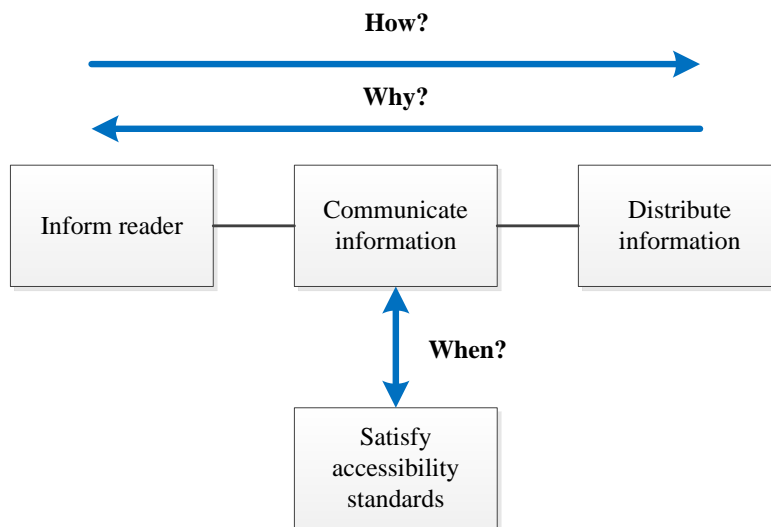 How?
Why?
Inform reader
Communicate
information
Distribute
information
When?
Satisfy
accessibility
standards